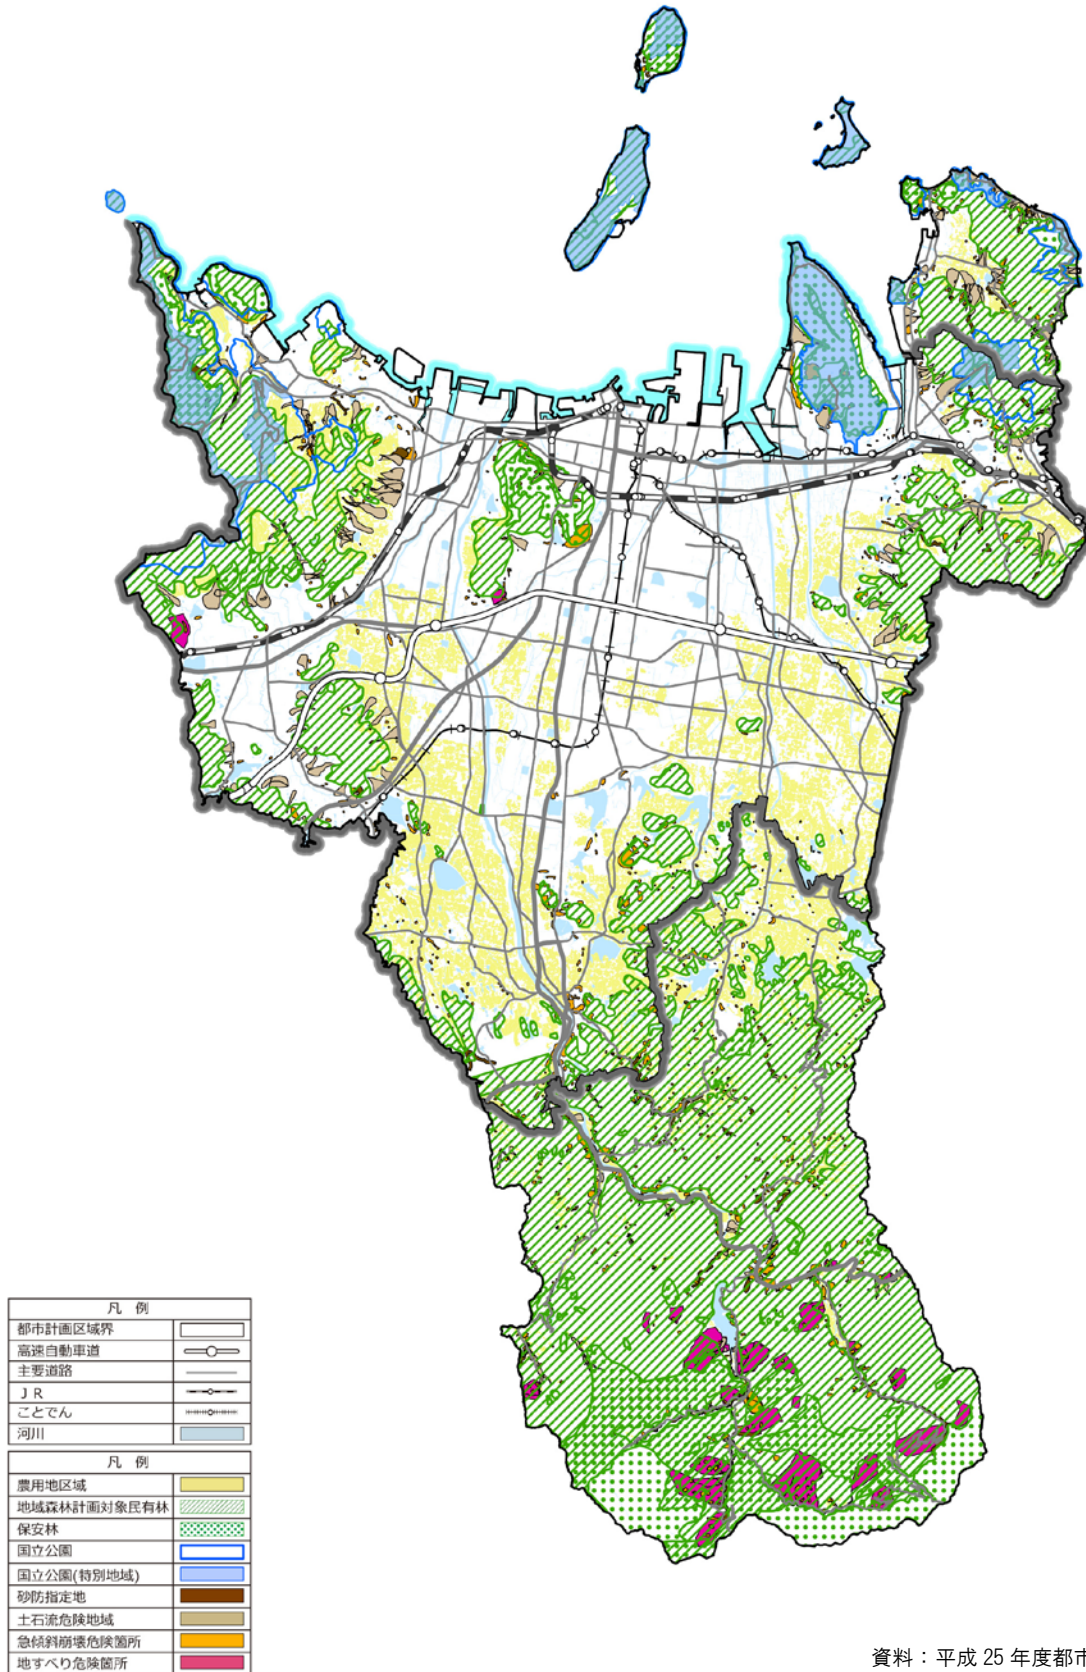 凡 例
都市計画区域界
高速自動車道
主要道路
ＪＲ
ことでん
河川
凡 例
農用地区域
地域森林計画対象民有林
保安林
国立公園
国立公園(特別地域)
砂防指定地
土石流危険地域
急傾斜崩壊危険箇所
地すべり危険箇所
資料：平成 25 年度都市